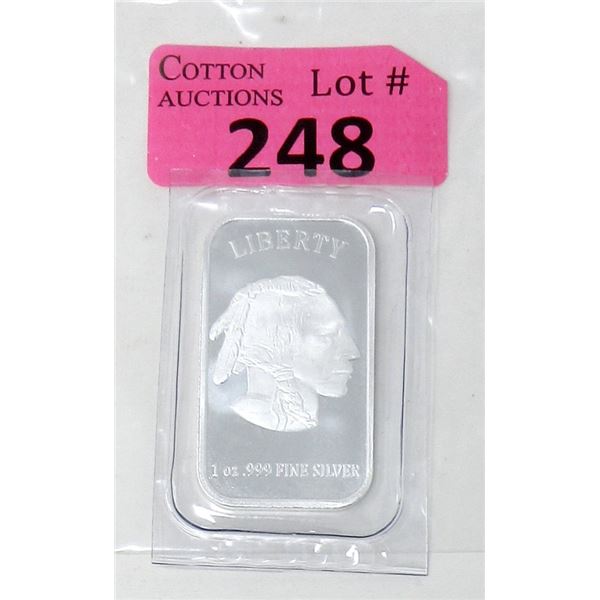 COTTON
AUCTIONS
Lot #
248
LIBERTY
1 oz .999 FINE SILVER